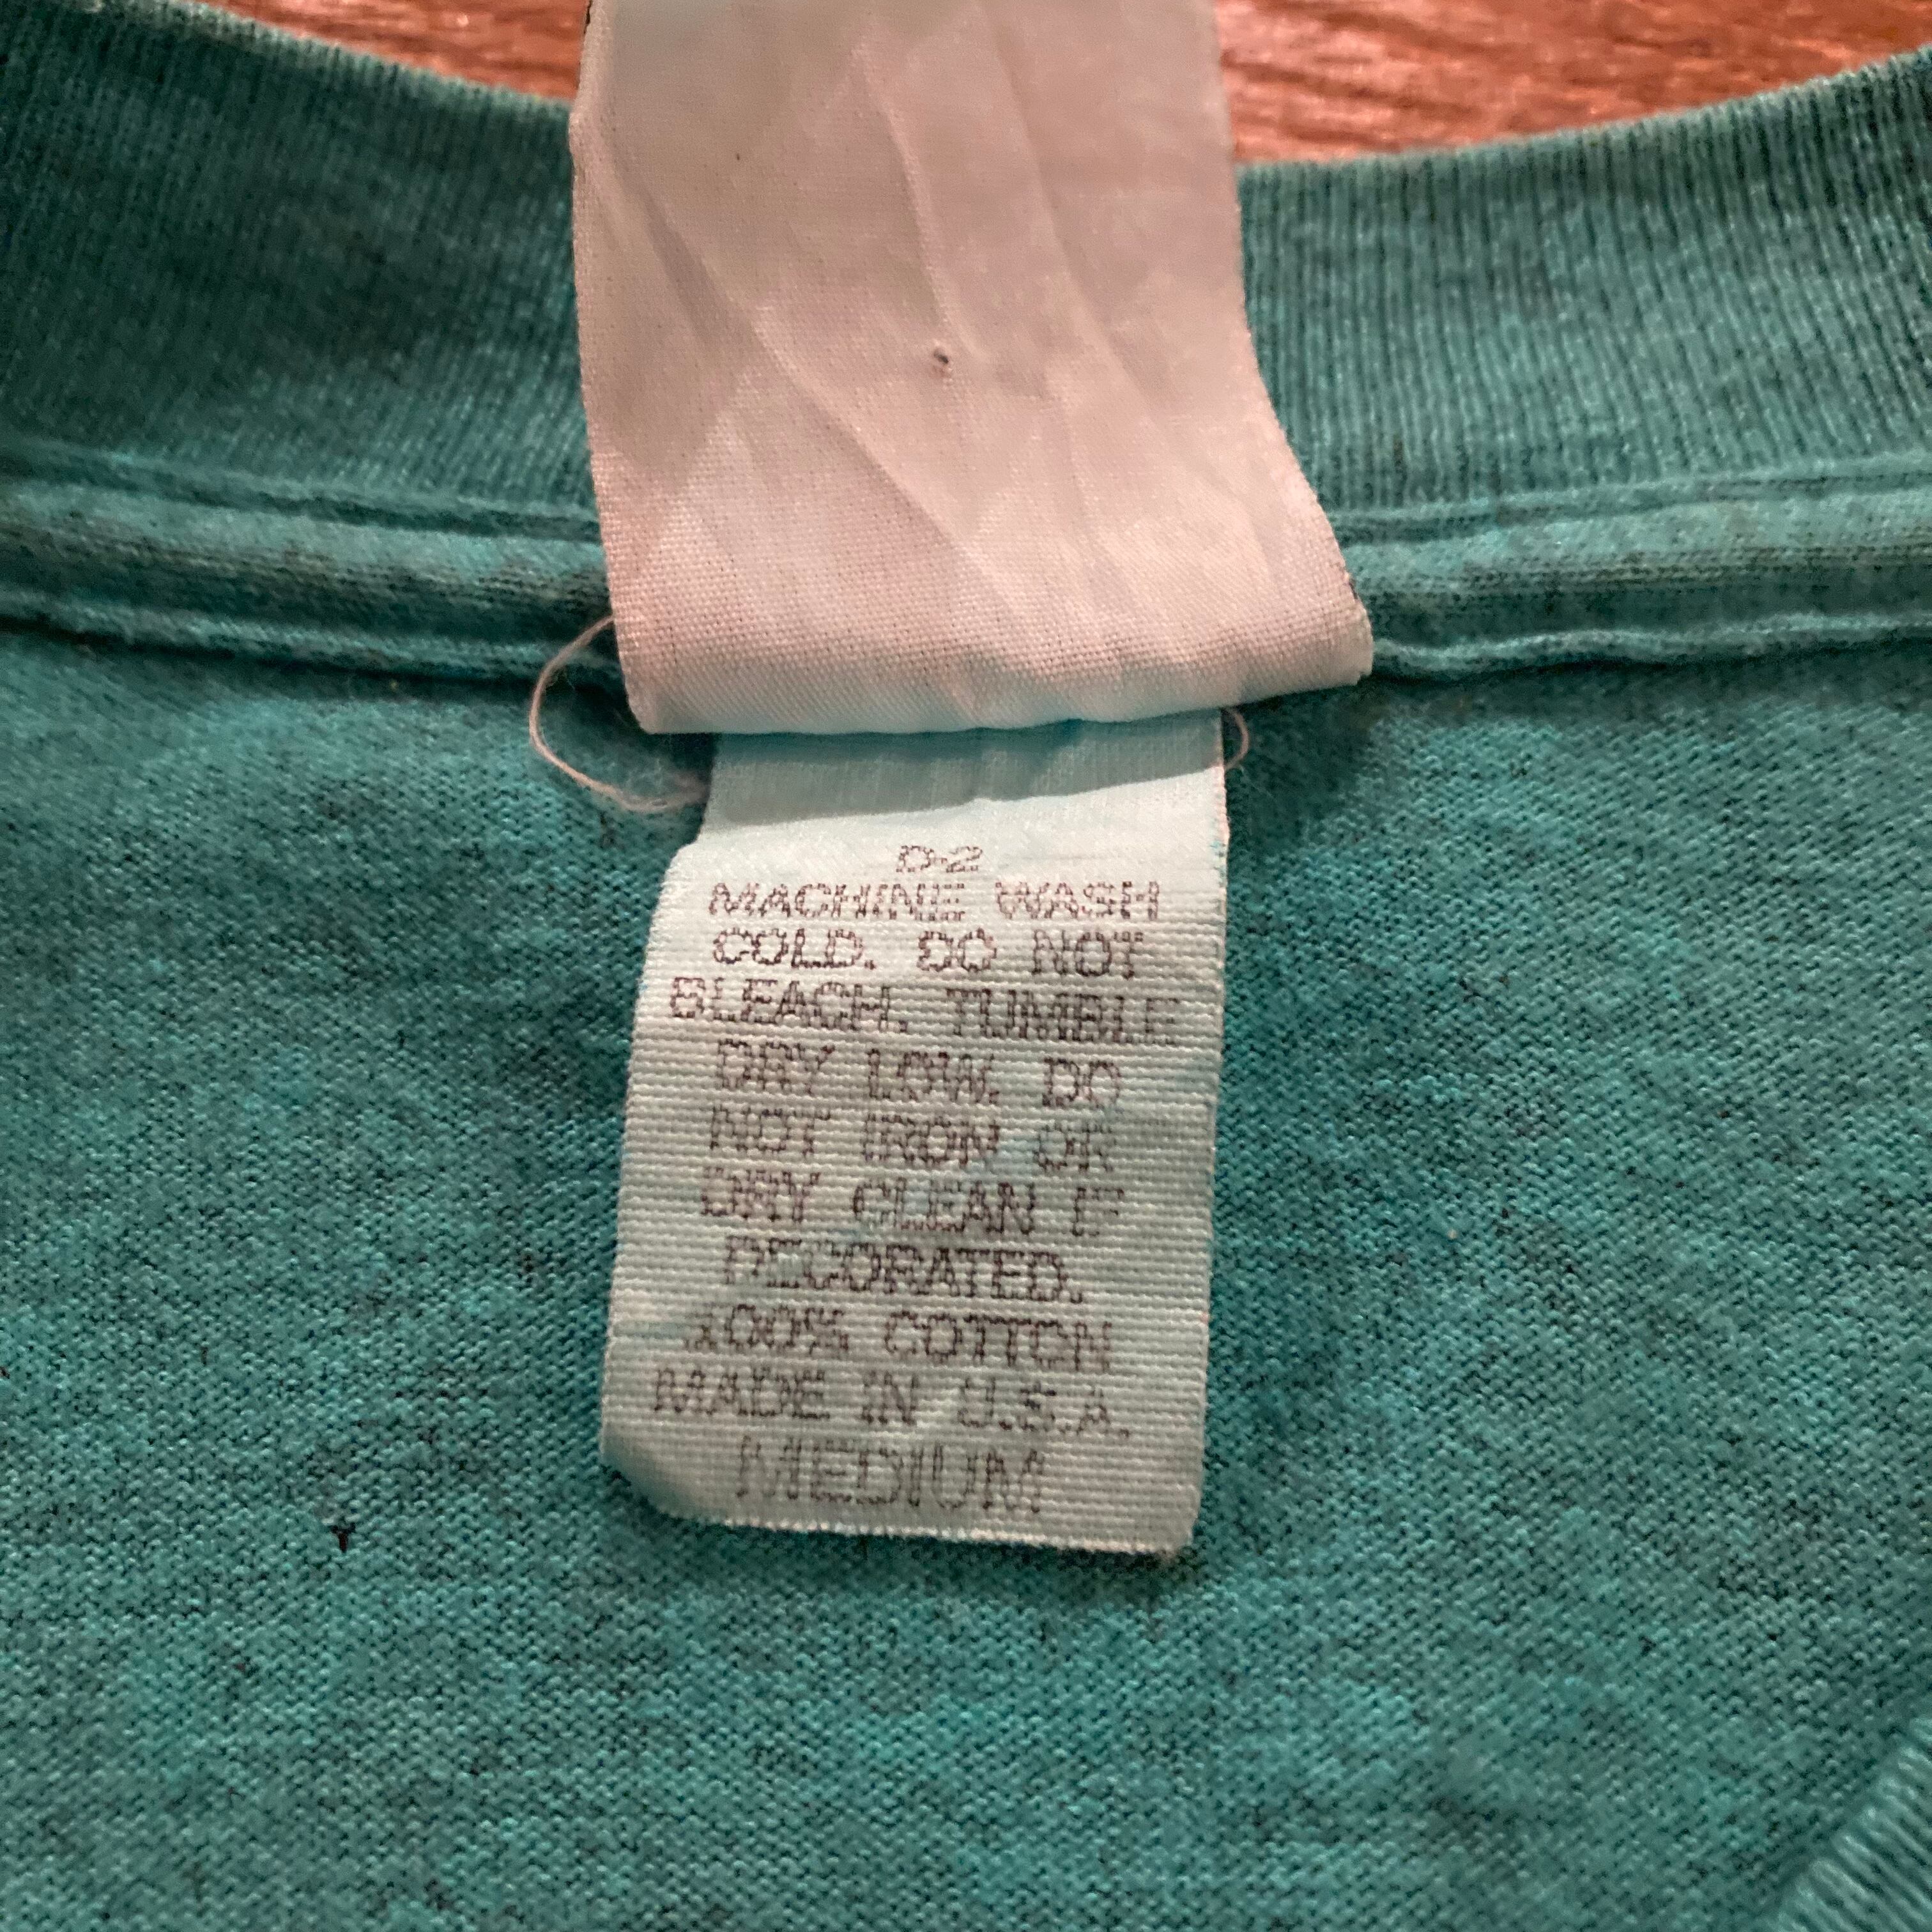 D-2
MACHINE WASH
COLD. DO NOT
BLEACH. TUMBLE
DRY LOW. DO
NOT IRON OR
DRY CLEAN IF
DECORATED.
100% COTTON
MADE IN U.S.A.
MEDIUM